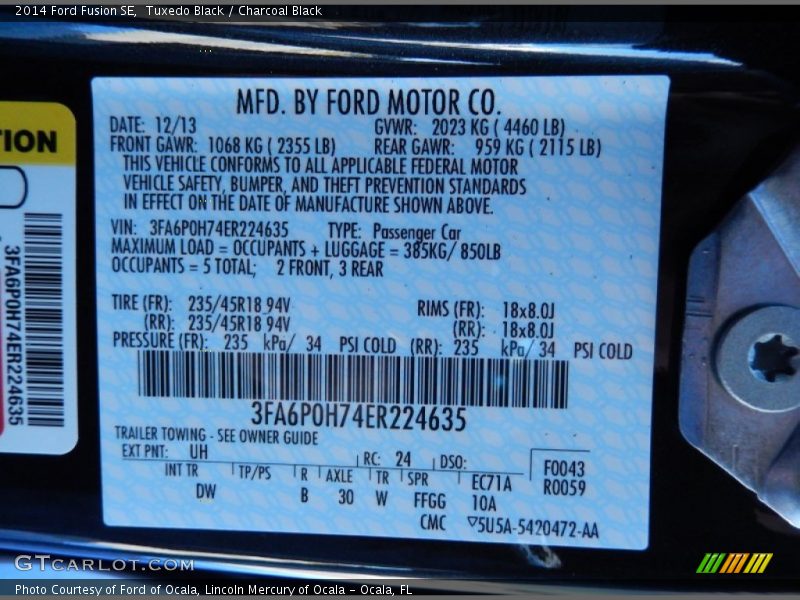 2014 Ford Fusion SE,  Tuxedo Black / Charcoal Black
TION
3FA6P0H74ER224635
MFD. BY FORD MOTOR CO.
DATE: 12/13 GVWR: 2023 KG ( 4460 LB)
FRONT GAWR: 1068 KG ( 2355 LB) REAR GAWR: 959 KG ( 2115 LB)
THIS VEHICLE CONFORMS TO ALL APPLICABLE FEDERAL MOTOR
VEHICLE SAFETY, BUMPER, AND THEFT PREVENTION STANDARDS
IN EFFECT ON THE DATE OF MANUFACTURE SHOWN ABOVE.
VIN: 3FA6P0H74ER224635 TYPE: Passenger Car
MAXIMUM LOAD = OCCUPANTS + LUGGAGE = 385KG/ 850LB
OCCUPANTS = 5 TOTAL; 2 FRONT, 3 REAR
TIRE (FR): 235/45R18 94V RIMS (FR): 18x8.0J
(RR): 235/45R18 94V (RR): 18x8.0J
PRESSURE (FR): 235 kPa/ 34 PSI COLD (RR): 235 kPa/ 34 PSI COLD
3FA6P0H74ER224635
TRAILER TOWING - SEE OWNER GUIDE
EXT PNT: UH RC: 24 DSO: F0043
INT TR TP/PS R AXLE TR SPR EC71A R0059
DW B 30 W FFGG 10A
CMC ▽5U5A-5420472-AA
GTCARLOT.COM
Photo Courtesy of Ford of Ocala, Lincoln Mercury of Ocala - Ocala, FL